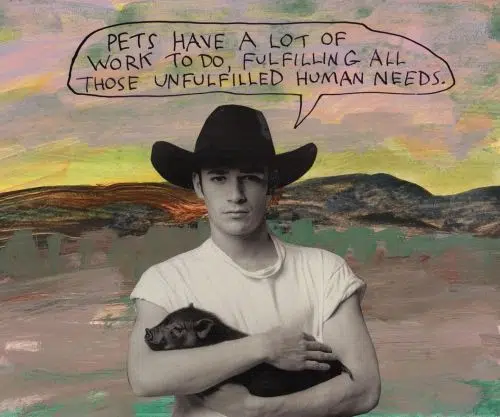 PETS HAVE A LOT OF
WORK TO DO, FULFILLING ALL
THOSE UNFULFILLED HUMAN NEEDS.